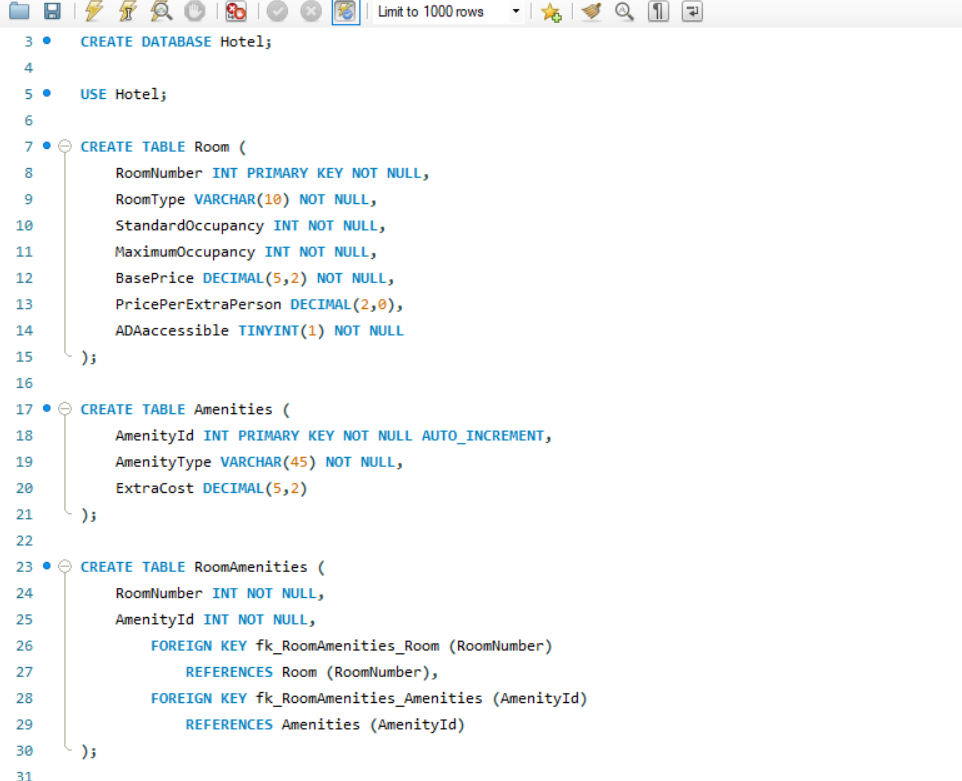 Limit to 1000 rows
3 CREATE DATABASE Hotel;
4
5 USE Hotel;
6
7 CREATE TABLE Room (
8 RoomNumber INT PRIMARY KEY NOT NULL,
9 RoomType VARCHAR(10) NOT NULL,
10 StandardOccupancy INT NOT NULL,
11 MaximumOccupancy INT NOT NULL,
12 BasePrice DECIMAL(5,2) NOT NULL,
13 PricePerExtraPerson DECIMAL(2,0),
14 ADAaccessible TINYINT(1) NOT NULL
15 );
16
17 CREATE TABLE Amenities (
18 AmenityId INT PRIMARY KEY NOT NULL AUTO_INCREMENT,
19 AmenityType VARCHAR(45) NOT NULL,
20 ExtraCost DECIMAL(5,2)
21 );
22
23 CREATE TABLE RoomAmenities (
24 RoomNumber INT NOT NULL,
25 AmenityId INT NOT NULL,
26 FOREIGN KEY fk_RoomAmenities_Room (RoomNumber)
27 REFERENCES Room (RoomNumber),
28 FOREIGN KEY fk_RoomAmenities_Amenities (AmenityId)
29 REFERENCES Amenities (AmenityId)
30 );
31